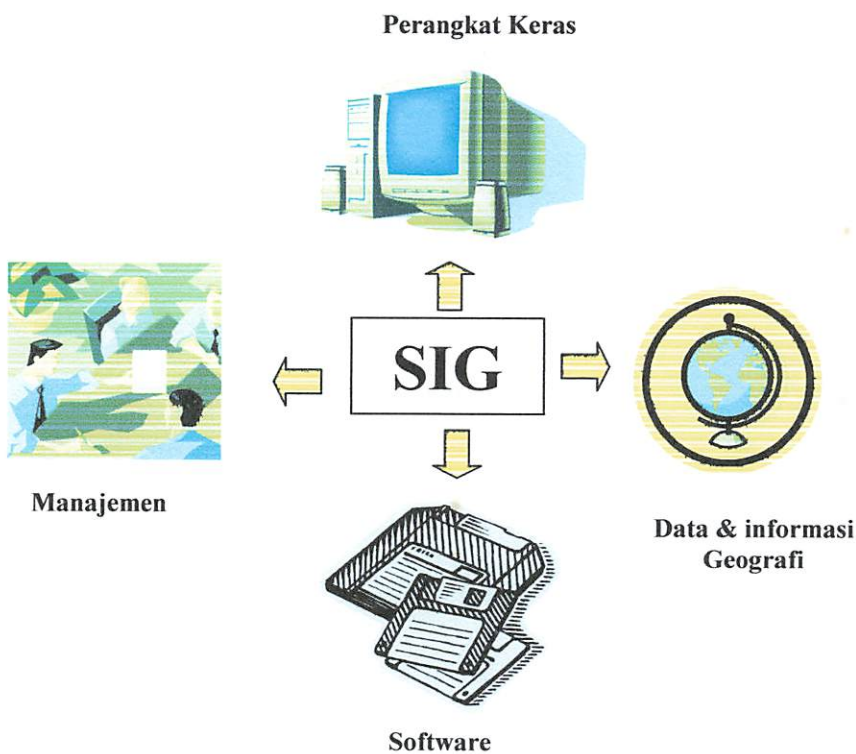 Perangkat Keras
SIG
Manajemen
Data & informasi
Geografi
Software